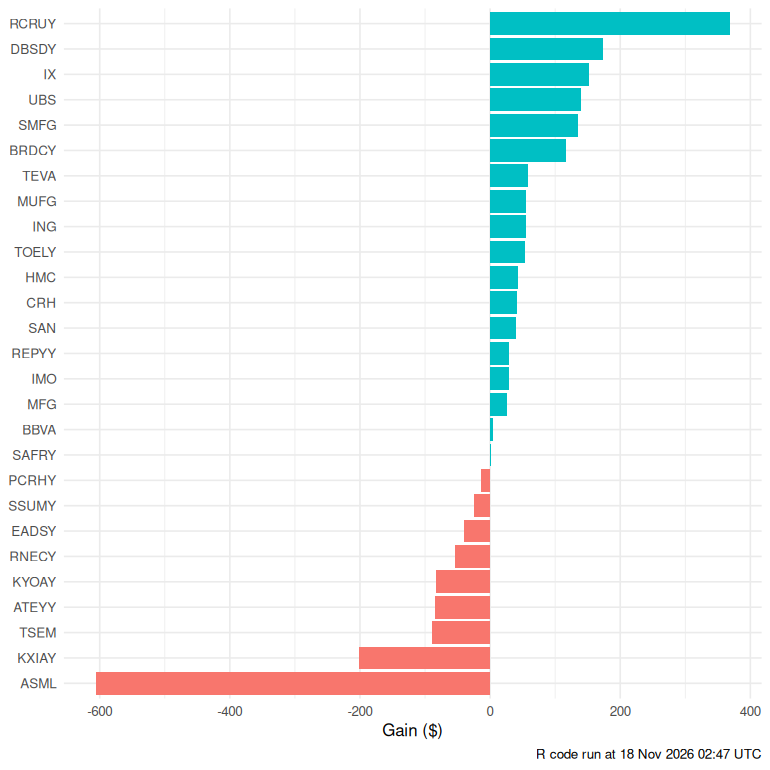 RCRUY
DBSDY
IX
UBS
SMFG
BRDCY
TEVA
MUFG
ING
TOELY
HMC
CRH
SAN
REPYY
IMO
MFG
BBVA
SAFRY
PCRHY
SSUMY
EADSY
RNECY
KYOAY
ATEYY
TSEM
KXIAY
ASML
-600 -400 -200 0 200 400
Gain ($)
R code run at 18 Nov 2026 02:47 UTC